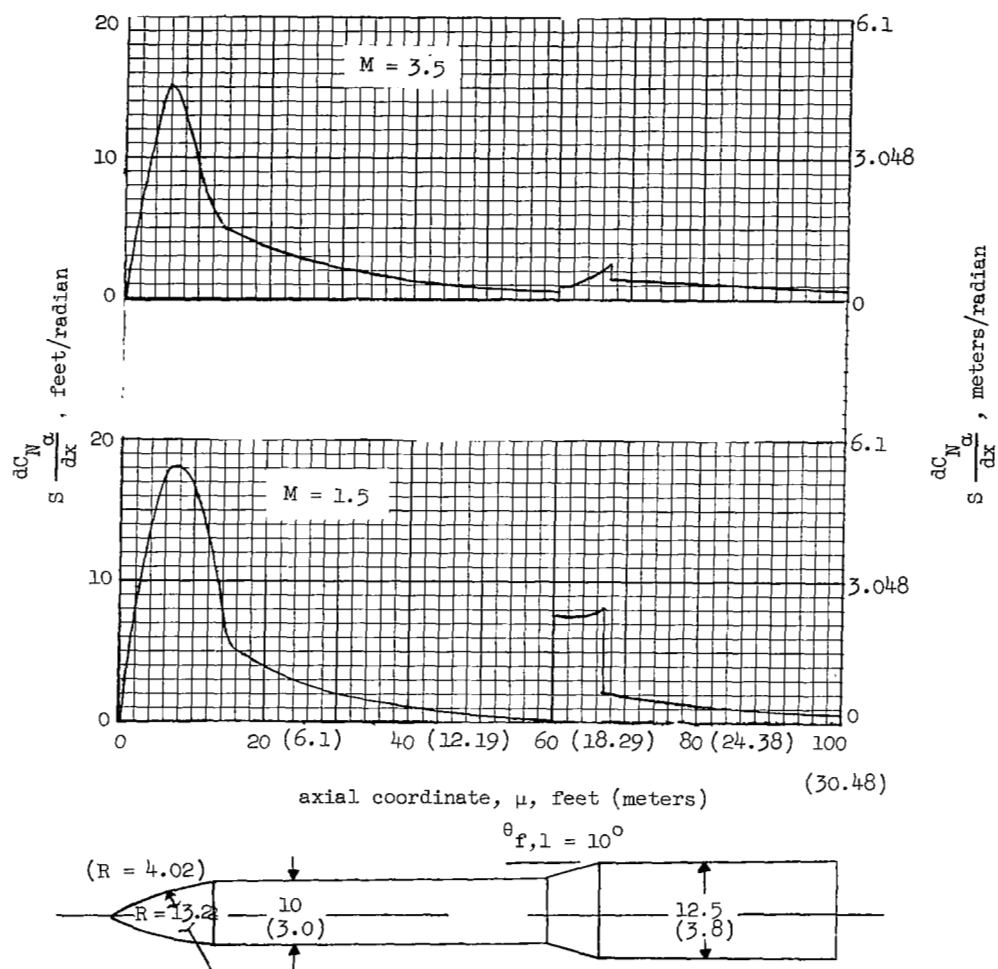 20
6.1
M = 3.5
10
3.048
0
0
S dC_Nα/dx , feet/radian
S dC_Nα/dx , meters/radian
20
6.1
M = 1.5
10
3.048
0
0
0 20 (6.1) 40 (12.19) 60 (18.29) 80 (24.38) 100
(30.48)
axial coordinate, μ, feet (meters)
θf,1 = 10°
(R = 4.02)
R = 13.2
10
(3.0)
12.5
(3.8)